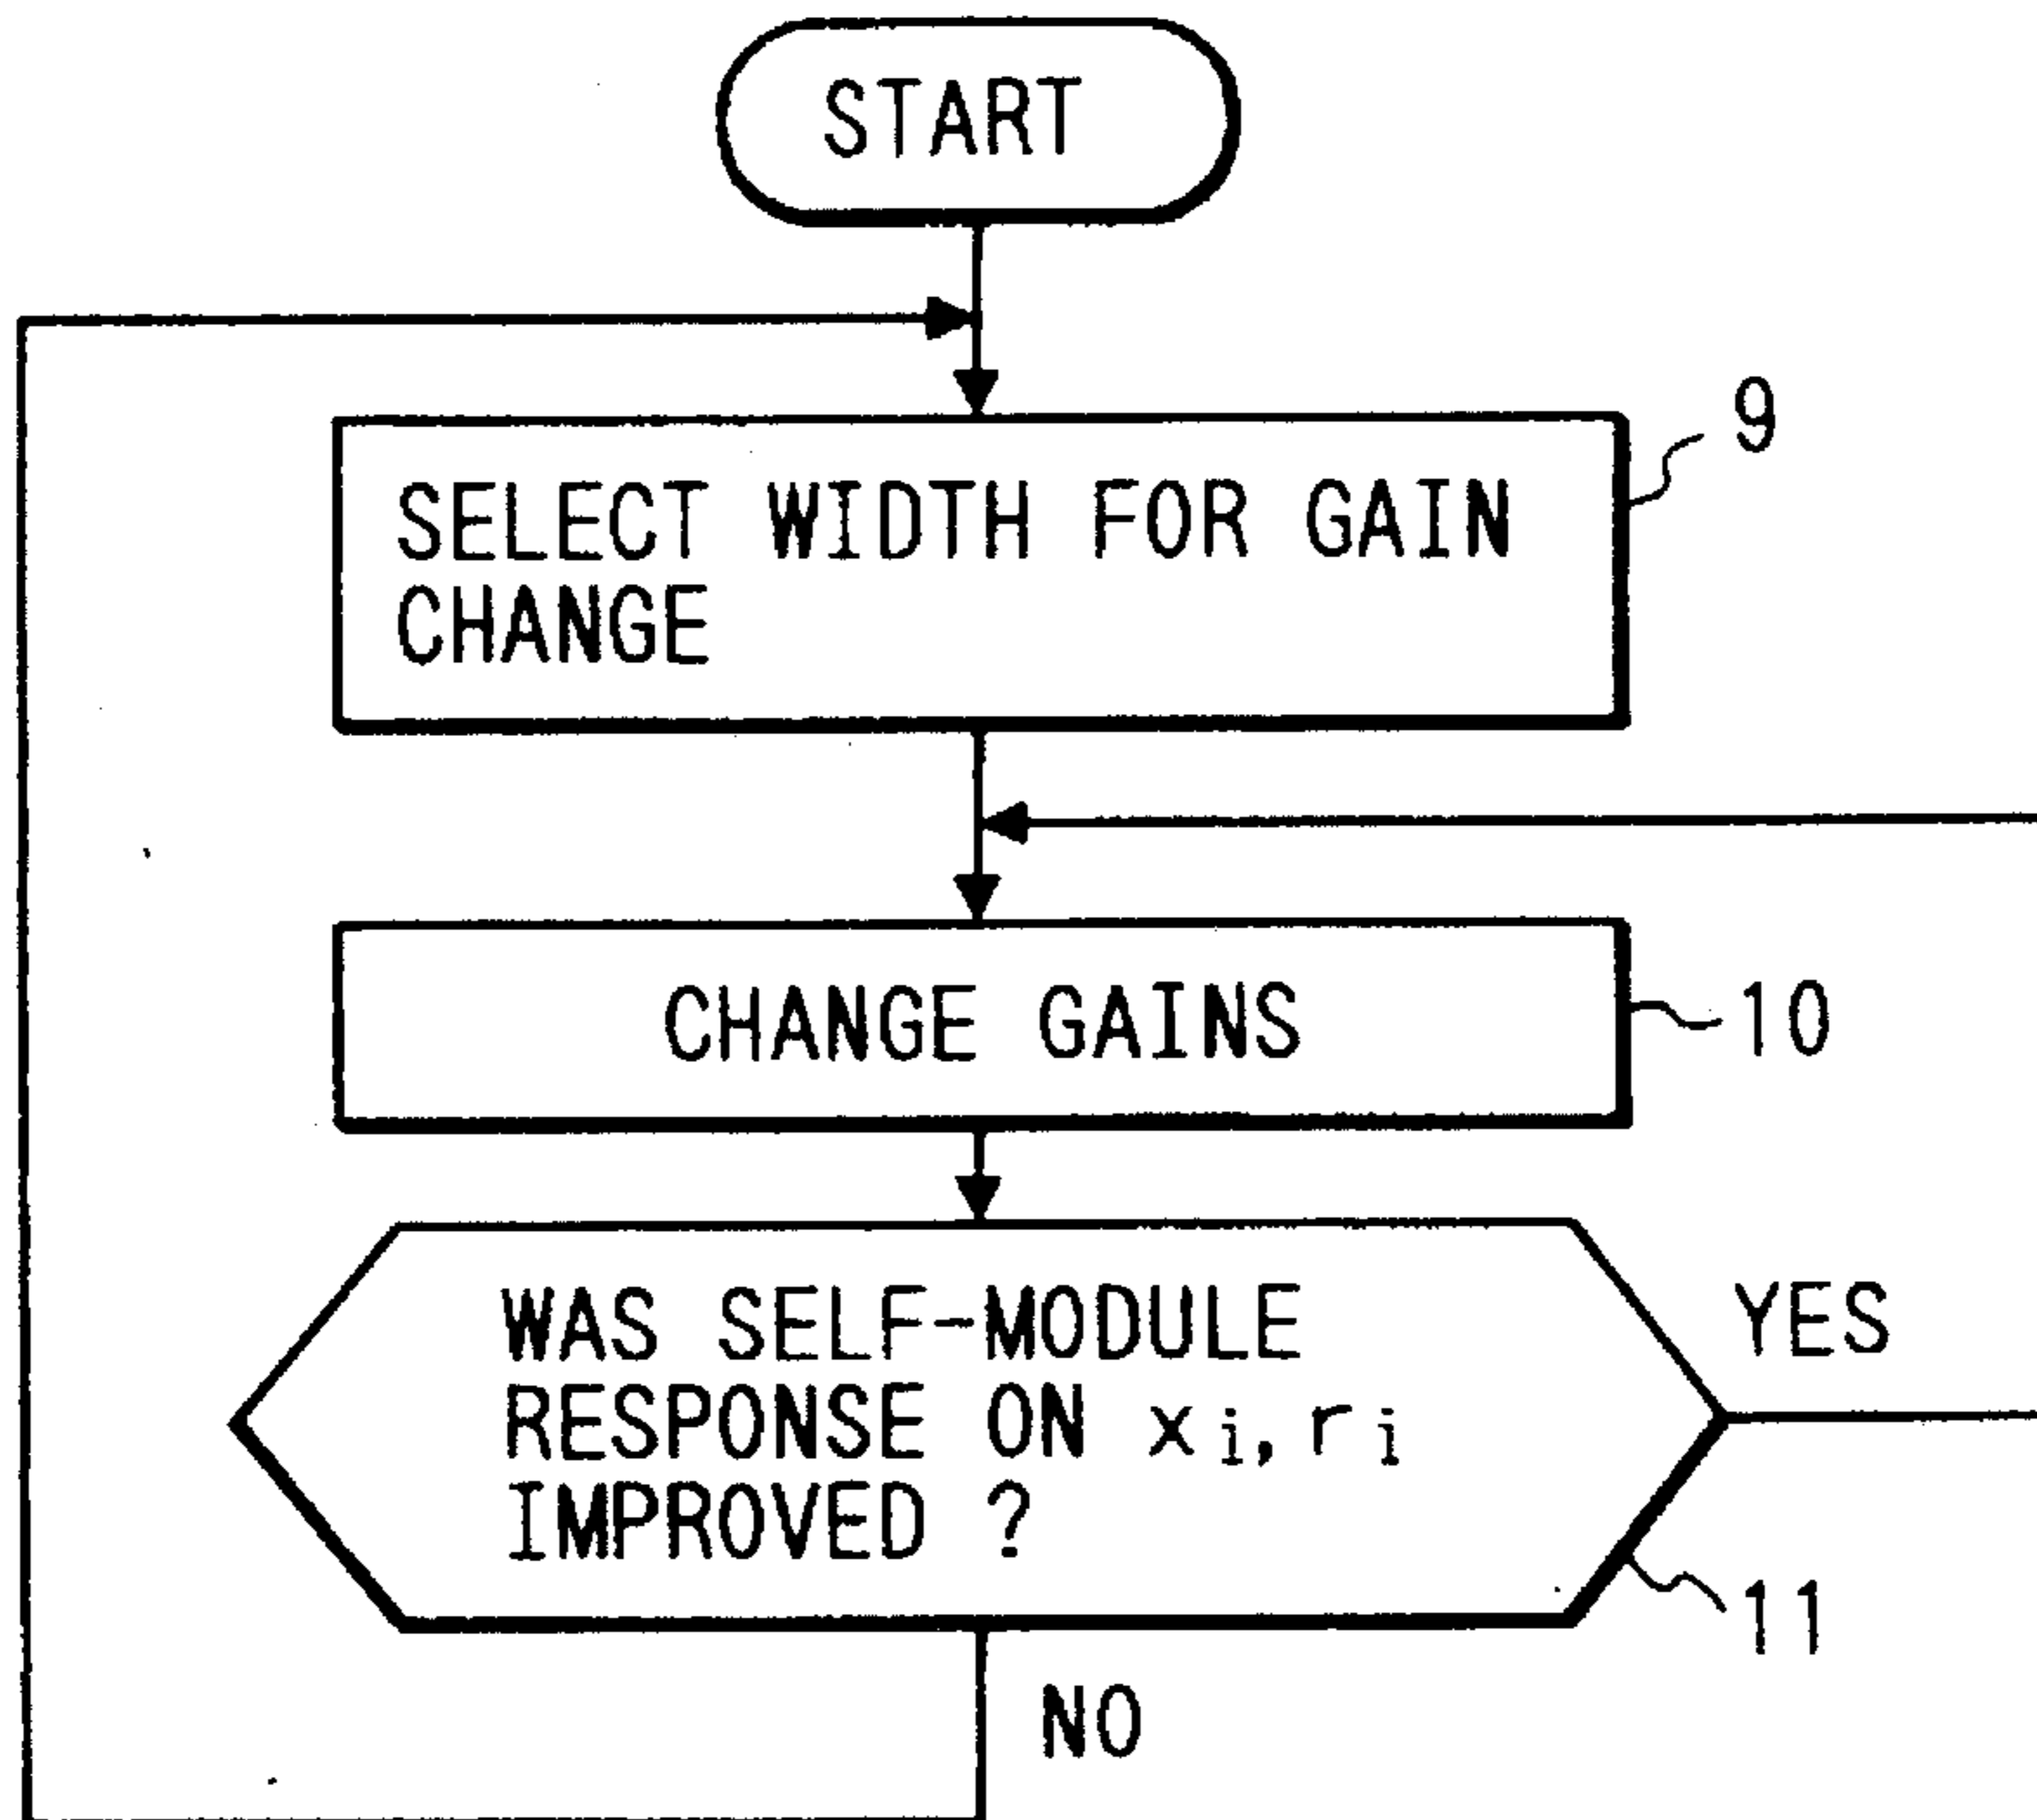 START
9
SELECT WIDTH FOR GAIN
CHANGE
CHANGE GAINS
10
WAS SELF-MODULE
RESPONSE ON xi, ri
IMPROVED ?
YES
11
NO